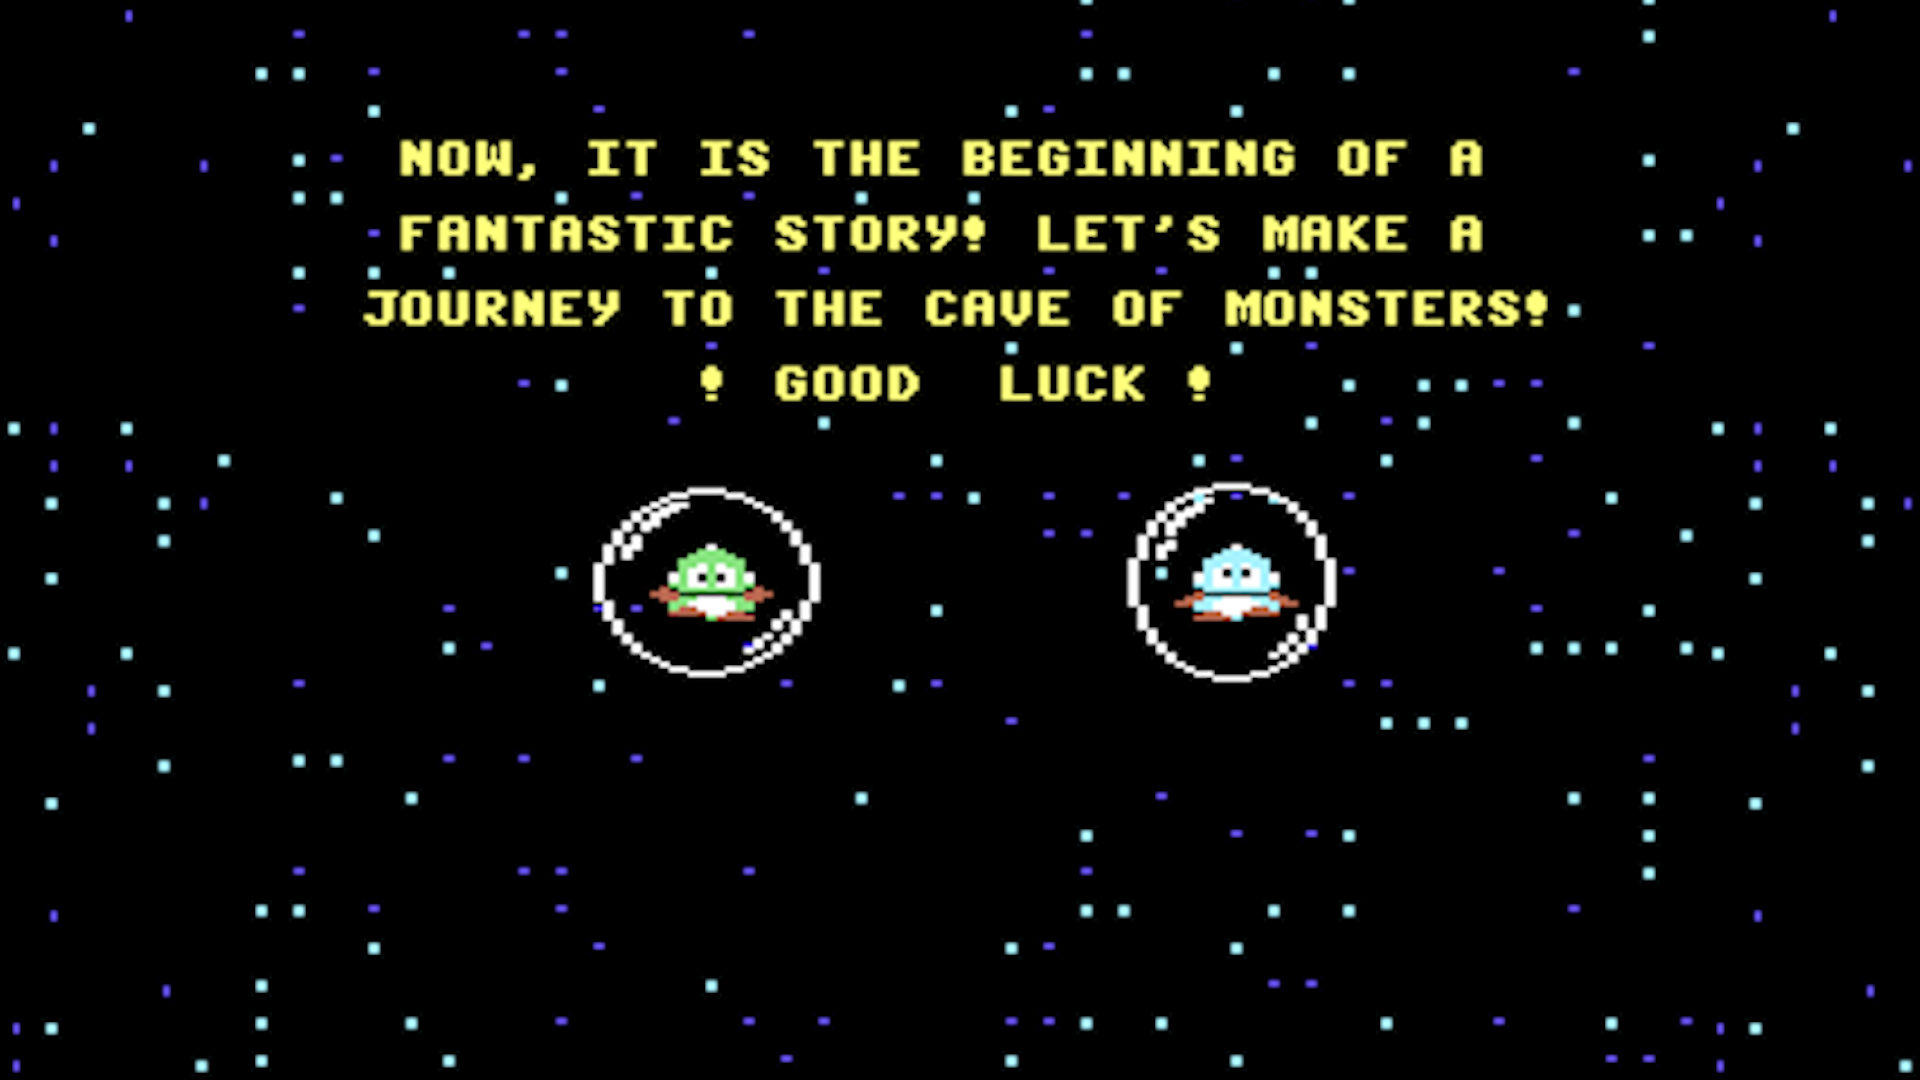 NOW, IT IS THE BEGINNING OF A
FANTASTIC STORY! LET'S MAKE A
JOURNEY TO THE CAVE OF MONSTERS!
! GOOD LUCK !